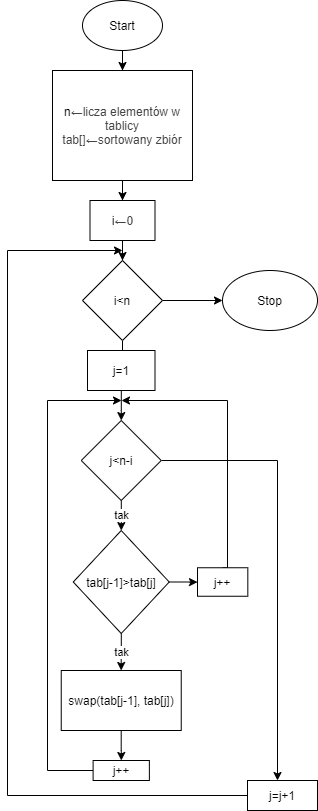 Start
n←licza elementów w
tablicy
tab[]←sortowany zbiór
i←0
i<n
Stop
j=1
j<n-i
tak
tab[j-1]>tab[j]
j++
tak
swap(tab[j-1], tab[j])
j++
j=j+1